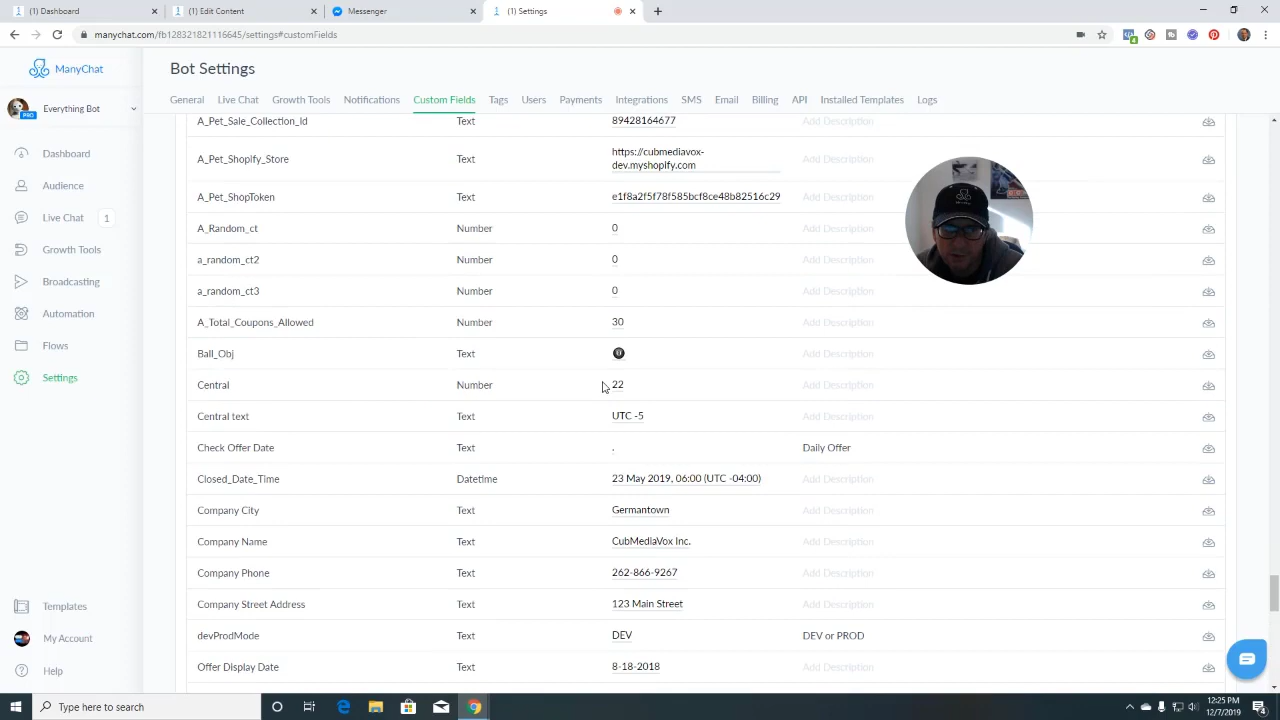 (1) Dashboard
(1) Edit Content
Messenger
(1) Settings
manychat.com/fb128321821116645/settings#customFields
ManyChat
Bot Settings
Everything Bot
PRO
General Live Chat Growth Tools Notifications Custom Fields Tags Users Payments Integrations SMS Email Billing API Installed Templates Logs
Dashboard
Audience
Live Chat 1
Growth Tools
Broadcasting
Automation
Flows
Settings
Templates
My Account
Help
A_Pet_Sale_Collection_Id Text 89428164677 Add Description
A_Pet_Shopify_Store Text https://cubmediavox-
dev.myshopify.com Add Description
A_Pet_ShopToken Text e1f8a2f5f78f585bcf8ce48b82516c29 Add Description
A_Random_ct Number 0 Add Description
a_random_ct2 Number 0 Add Description
a_random_ct3 Number 0 Add Description
A_Total_Coupons_Allowed Number 30 Add Description
Ball_Obj Text Add Description
Central Number 22 Add Description
Central text Text UTC -5 Add Description
Check Offer Date Text . Daily Offer
Closed_Date_Time Datetime 23 May 2019, 06:00 (UTC -04:00) Add Description
Company City Text Germantown Add Description
Company Name Text CubMediaVox Inc. Add Description
Company Phone Text 262-866-9267 Add Description
Company Street Address Text 123 Main Street Add Description
devProdMode Text DEV DEV or PROD
Offer Display Date Text 8-18-2018 Add Description
Type here to search
12:25 PM
12/7/2019
4